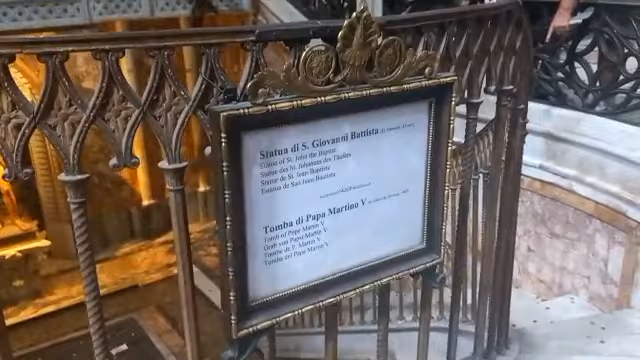 Statua di S. Giovanni Battista
Statue of St. John the Baptist
Statue des hl. Johannes des Täufers
Statue de St. Jean Baptiste
Estatua de San Juan Bautista
Tomba di Papa Martino V
Tomb of Pope Martin V
Grab von Papst Martin V
Tombe du P. Martin V
Tumba del Papa Martin V